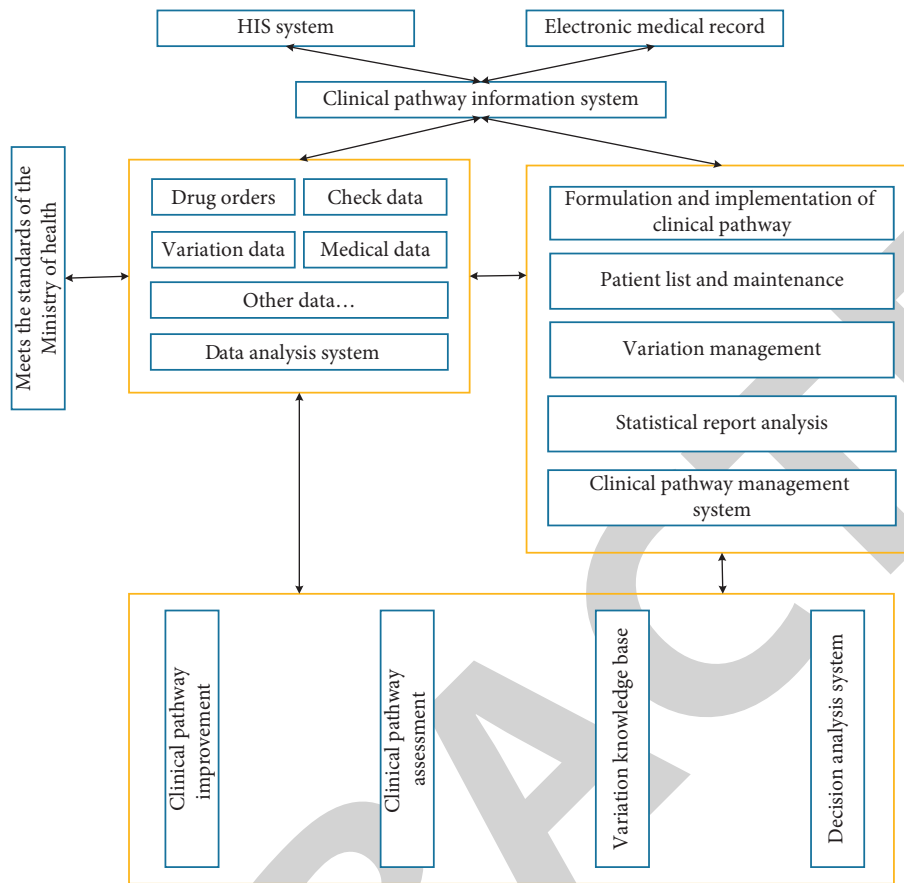 HIS system
Electronic medical record
Clinical pathway information system
Meets the standards of the
Ministry of health
Drug orders
Check data
Variation data
Medical data
Other data…
Data analysis system
Formulation and implementation of
clinical pathway
Patient list and maintenance
Variation management
Statistical report analysis
Clinical pathway management
system
Clinical pathway
improvement
Clinical pathway
assessment
Variation knowledge base
Decision analysis system